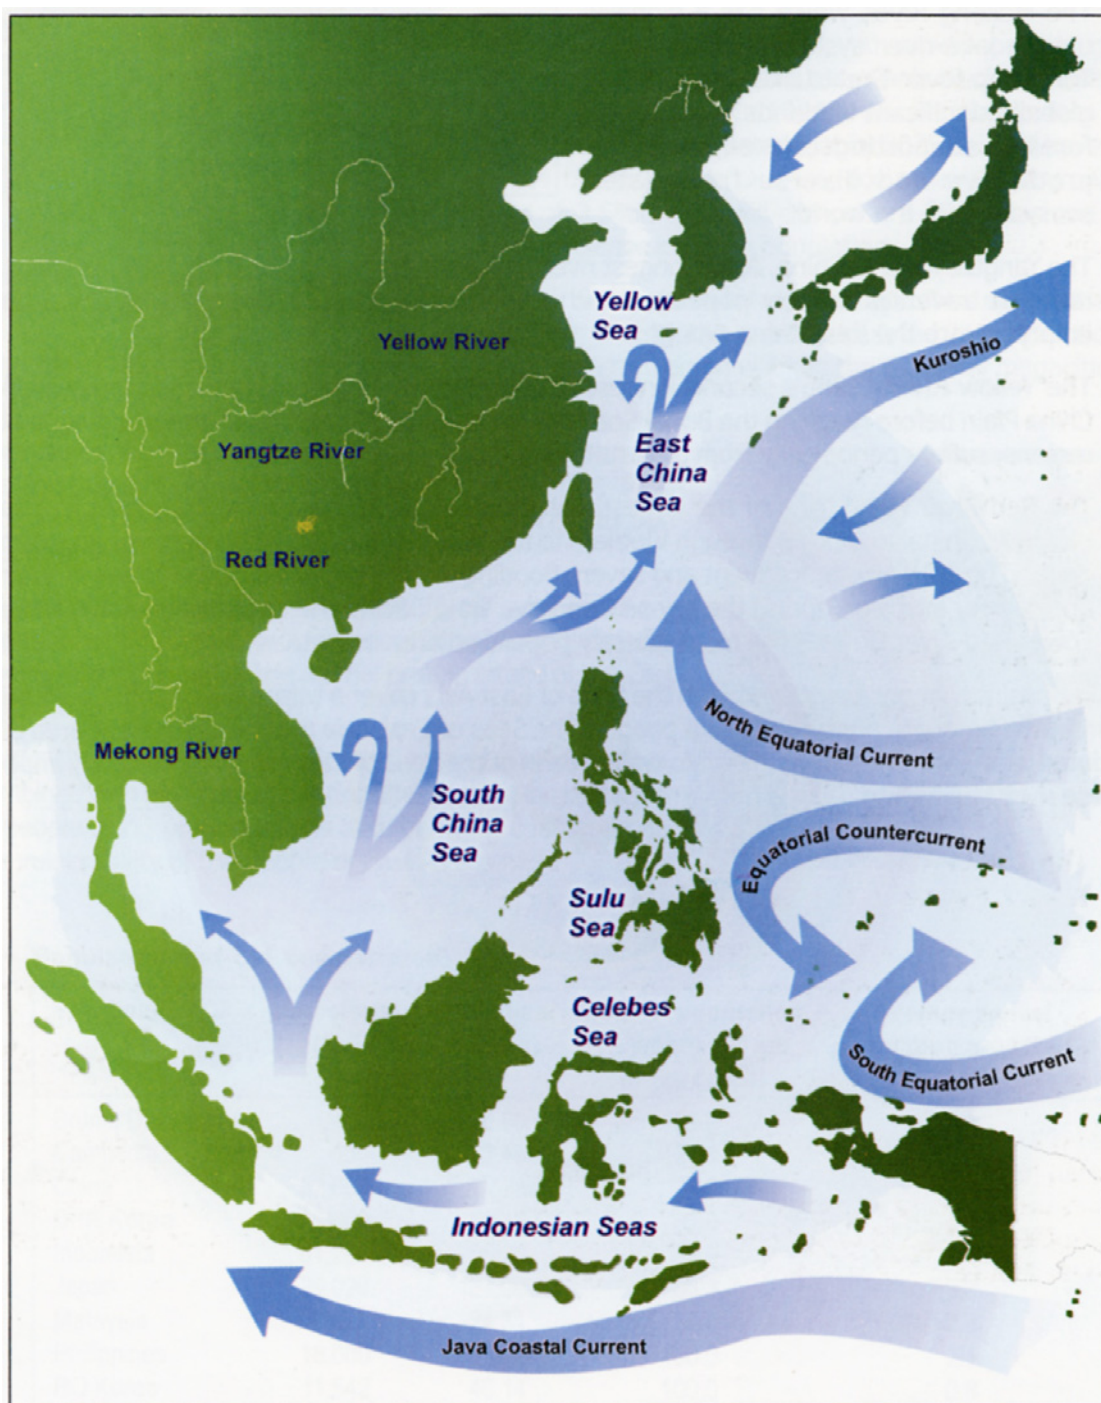 Yellow
Sea
Yellow River
Kuroshio
Yangtze River
East
China
Sea
Red River
Mekong River
North Equatorial Current
South
China
Sea
Equatorial Countercurrent
Sulu
Sea
Celebes
Sea
South Equatorial Current
Indonesian Seas
Java Coastal Current